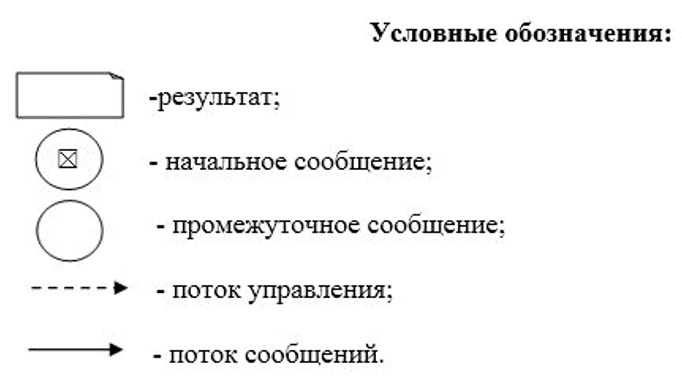 Условные обозначения:
-результат;
- начальное сообщение;
- промежуточное сообщение;
- поток управления;
- поток сообщений.